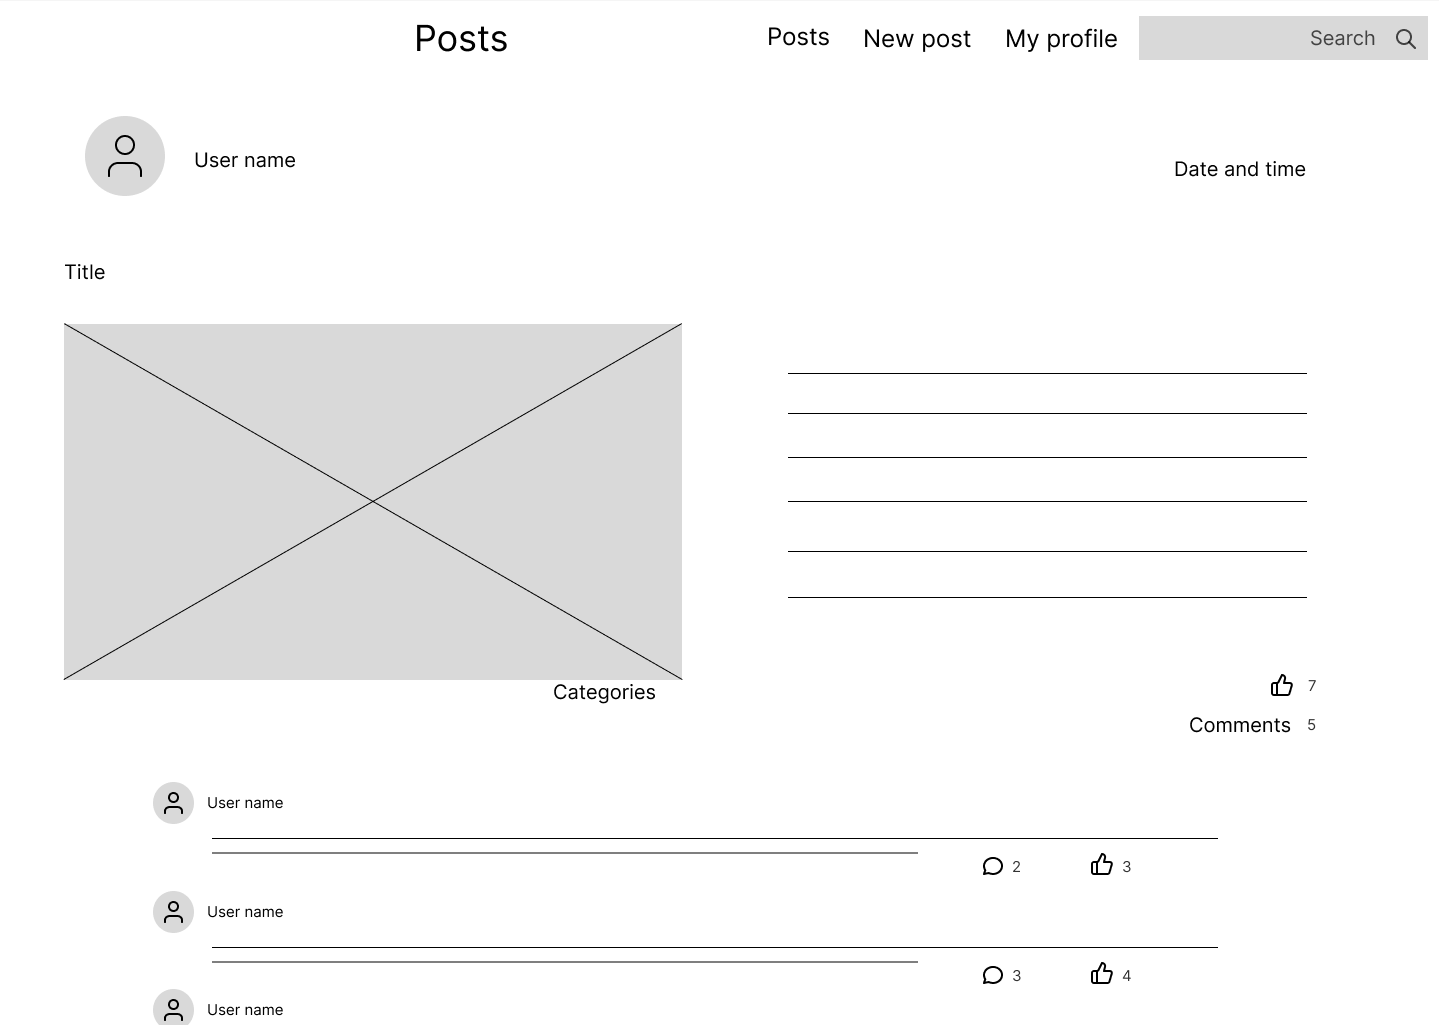 Posts
Posts New post My profile Search
User name
Date and time
Title
Categories
7
Comments 5
User name
2 3
User name
3 4
User name